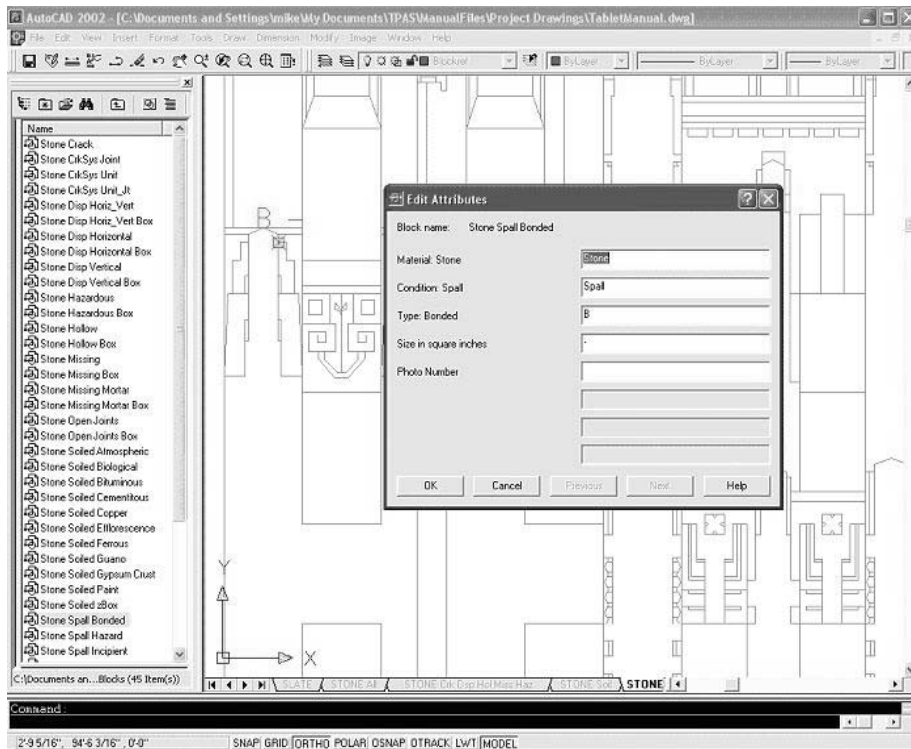 AutoCAD 2002 - [C:\Documents and Settings\mike\My Documents\TPAS\ManualFiles\Project Drawings\TabletManual.dwg]
File Edit View Insert Format Tools Draw Dimension Modify Image Window Help
Blockref ByLayer ByLayer ByLayer
Name
Stone Crack
Stone CrkSys Joint
Stone CrkSys Unit
Stone CrkSys Unit_Jt
Stone Disp Horiz_Vert
Stone Disp Horiz_Vert Box
Stone Disp Horizontal
Stone Disp Horizontal Box
Stone Disp Vertical
Stone Disp Vertical Box
Stone Hazardous
Stone Hazardous Box
Stone Hollow
Stone Hollow Box
Stone Missing
Stone Missing Box
Stone Missing Mortar
Stone Missing Mortar Box
Stone Open Joints
Stone Open Joints Box
Stone Soiled Atmospheric
Stone Soiled Biological
Stone Soiled Bituminous
Stone Soiled Cementitous
Stone Soiled Copper
Stone Soiled Efflorescence
Stone Soiled Ferrous
Stone Soiled Guano
Stone Soiled Gypsum Crust
Stone Soiled Paint
Stone Soiled zBox
Stone Spall Bonded
Stone Spall Hazard
Stone Spall Incipient
C:\Documents an...Blocks (45 Item(s))
B
Edit Attributes
Block name: Stone Spall Bonded
Material: Stone Stone
Condition: Spall Spall
Type: Bonded B
Size in square inches -
Photo Number
OK Cancel Previous Next Help
Y
X
SLATE STONE All STONE Crk Dsp Hol Miss Haz STONE Soil STONE
Command:
2'-9 5/16", 94'-6 3/16" , 0'-0" SNAP GRID ORTHO POLAR OSNAP OTRACK LWT MODEL